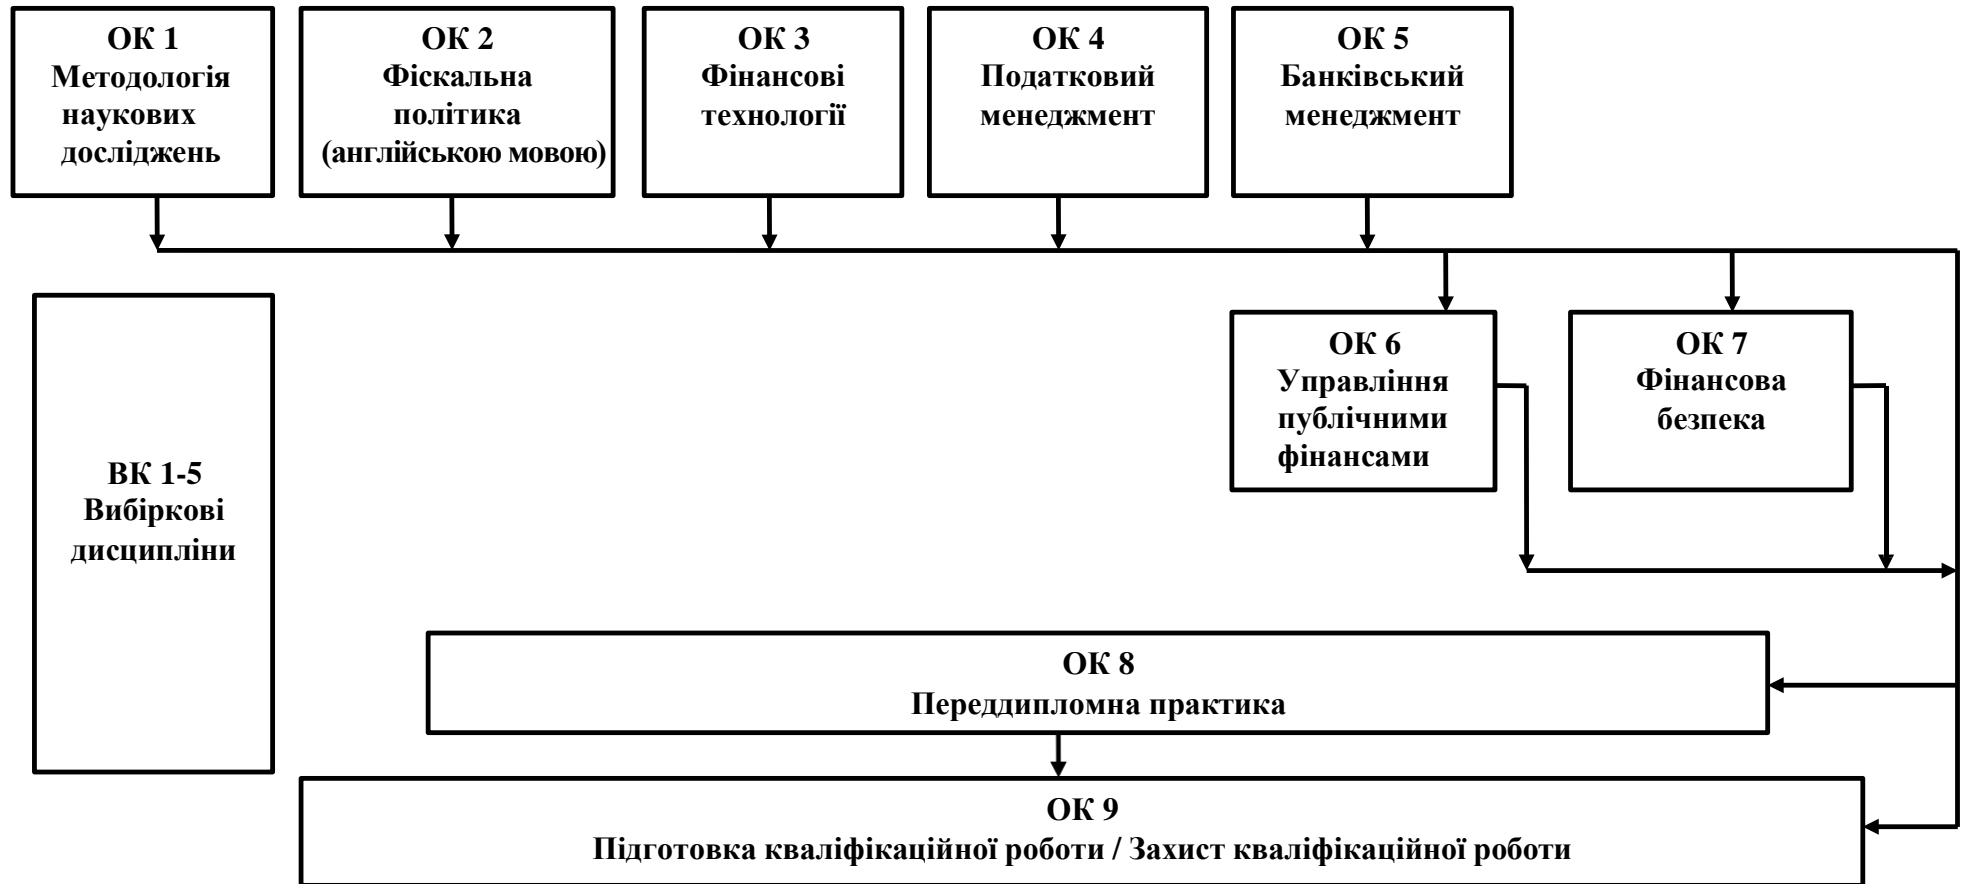 ОК 1
Методологія
наукових
досліджень
ОК 2
Фіскальна
політика
(англійською мовою)
ОК 3
Фінансові
технології
ОК 4
Податковий
менеджмент
ОК 5
Банківський
менеджмент
ОК 6
Управління
публічними
фінансами
ОК 7
Фінансова
безпека
ВК 1-5
Вибіркові
дисципліни
ОК 8
Переддипломна практика
ОК 9
Підготовка кваліфікаційної роботи / Захист кваліфікаційної роботи